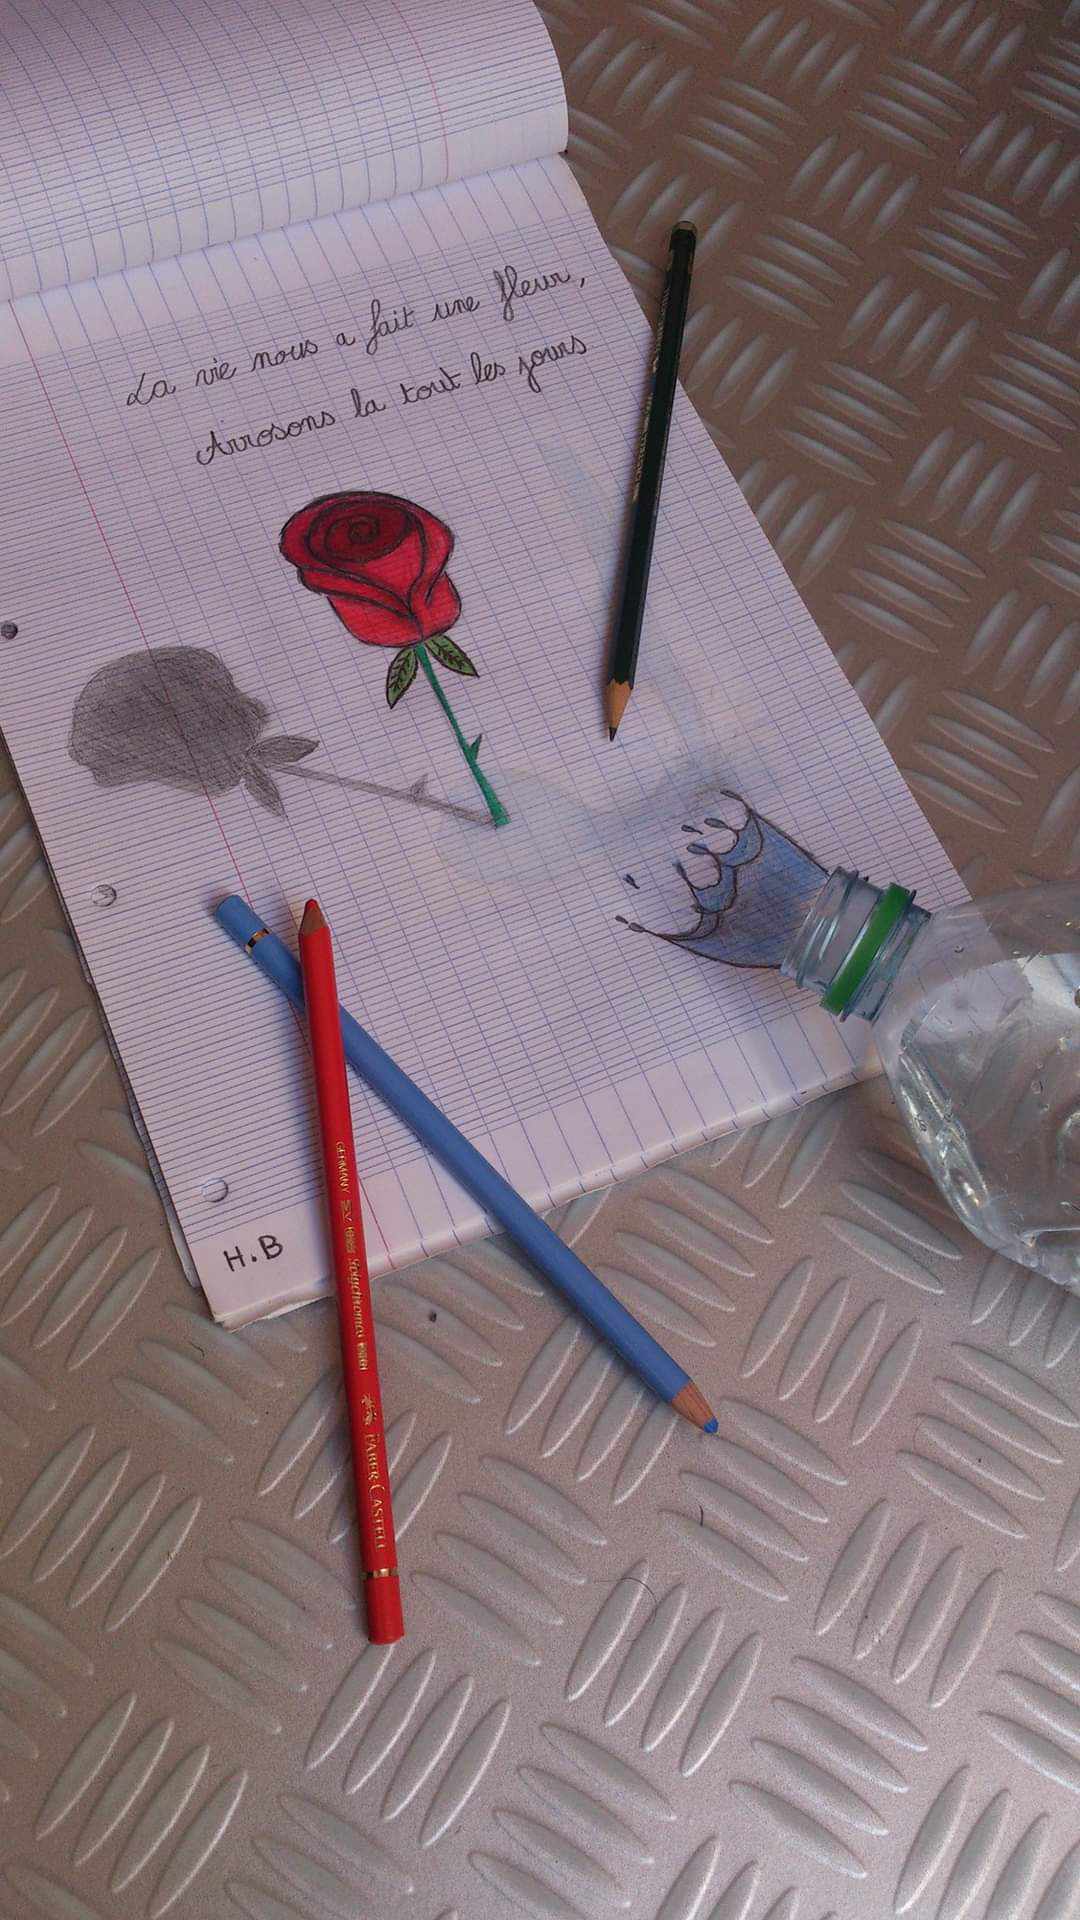 La vie nous a fait une fleur,
Arrosons la tout les jours
H.B
GERMANY
Polychromos
FABER-CASTELL